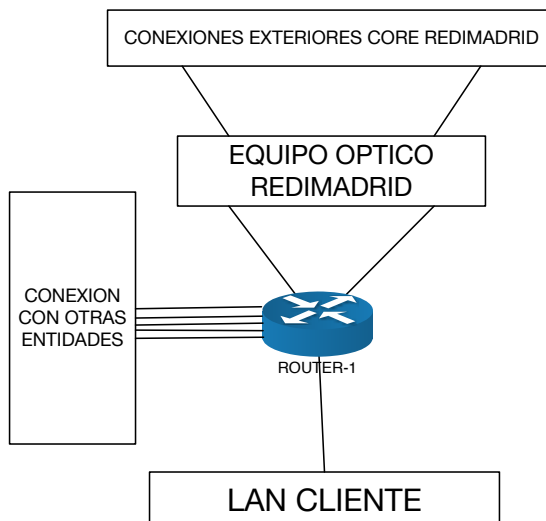 CONEXIONES EXTERIORES CORE REDIMADRID
EQUIPO OPTICO
REDIMADRID
CONEXION
CON OTRAS
ENTIDADES
ROUTER-1
LAN CLIENTE